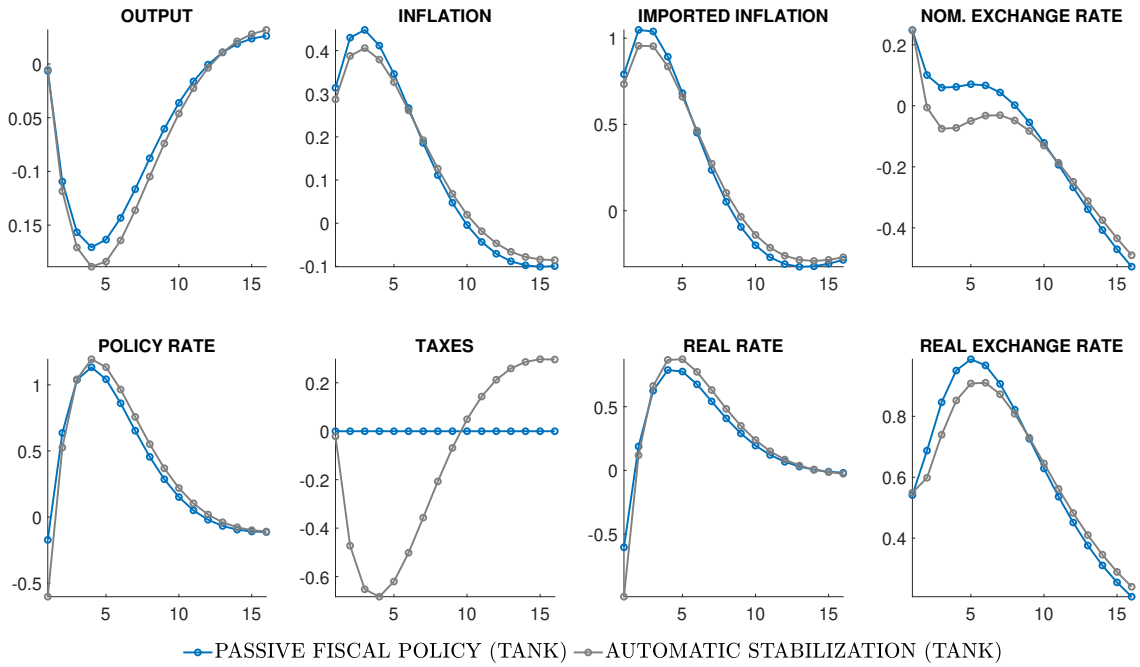 OUTPUT INFLATION IMPORTED INFLATION NOM. EXCHANGE RATE
0
0.05
-0.1
0.15
5 10 15
0.4
0.3
0.2
0.1
0
-0.1
5 10 15
1
0.5
0
5 10 15
0.2
0
-0.2
-0.4
5 10 15
POLICY RATE TAXES REAL RATE REAL EXCHANGE RATE
1
0.5
0
-0.5
5 10 15
0.2
0
-0.2
-0.4
-0.6
5 10 15
0.5
0
-0.5
5 10 15
0.8
0.6
0.4
5 10 15
PASSIVE FISCAL POLICY (TANK) AUTOMATIC STABILIZATION (TANK)